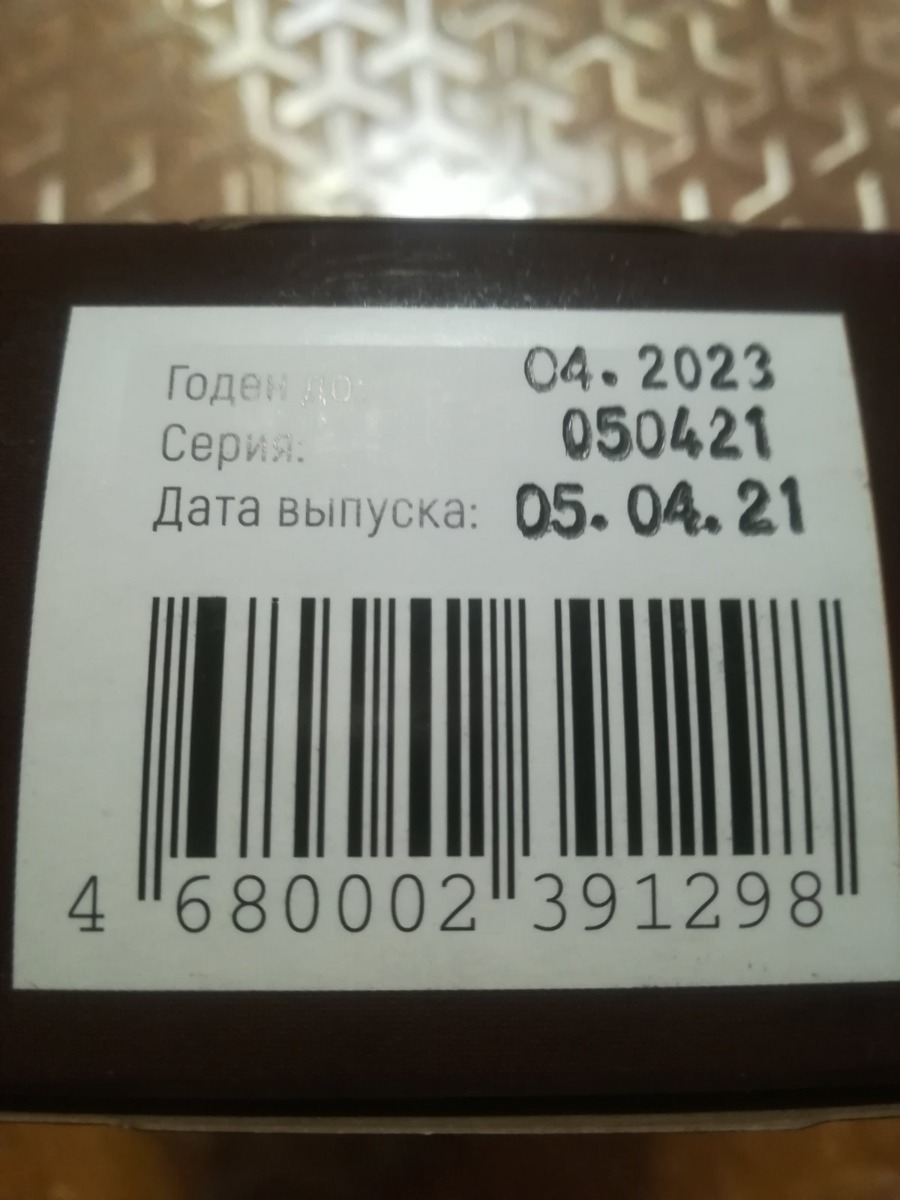 Годен до: 04.2023
Серия: 050421
Дата выпуска: 05.04.21
4 680002 391298